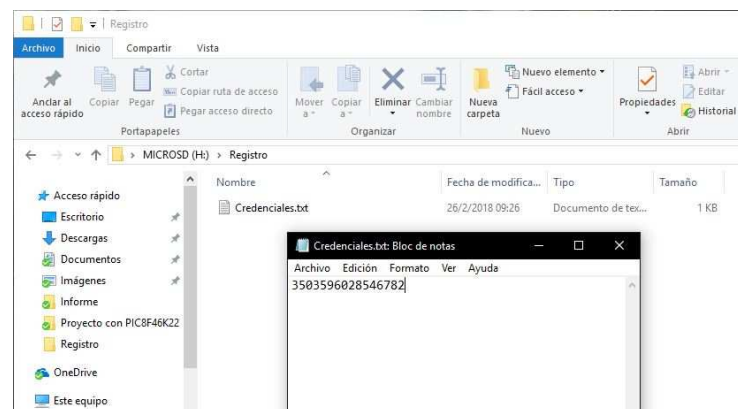 Registro
Archivo Inicio Compartir Vista
Anclar al acceso rápido
Copiar
Pegar
Cortar
Copiar ruta de acceso
Pegar acceso directo
Portapapeles
Mover a
Copiar a
Eliminar
Cambiar nombre
Organizar
Nueva carpeta
Nuevo elemento
Fácil acceso
Nuevo
Propiedades
Abrir
Editar
Historial
Abrir
MICROSD (H:) > Registro
Nombre Fecha de modifica... Tipo Tamaño
Credenciales.txt 26/2/2018 09:26 Documento de tex... 1 KB
Acceso rápido
Escritorio
Descargas
Documentos
Imágenes
Informe
Proyecto con PIC8F46K22
Registro
OneDrive
Este equipo
Credenciales.txt: Bloc de notas
Archivo Edición Formato Ver Ayuda
3503596028546782